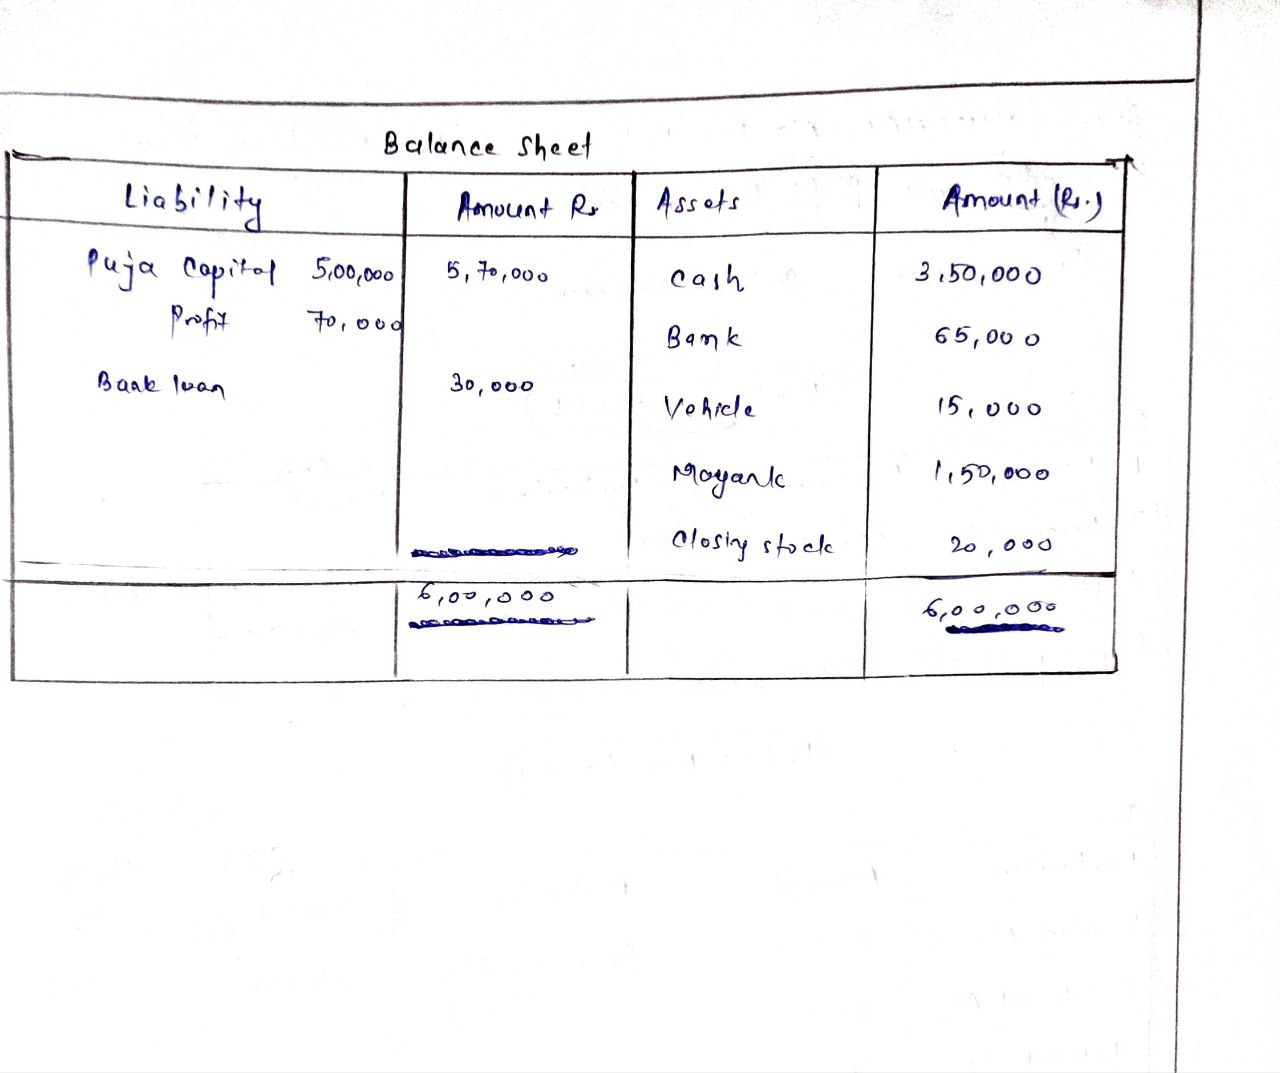 Balance Sheet
Liability Amount Rs Assets Amount (Rs.)
Puja Capital 5,00,000 5,70,000 Cash 3,50,000
Profit 70,000
Bank 65,000
Bank loan 30,000
Vehicle 15,000
Mayank 1,50,000
Closing stock 20,000
6,00,000 6,00,000